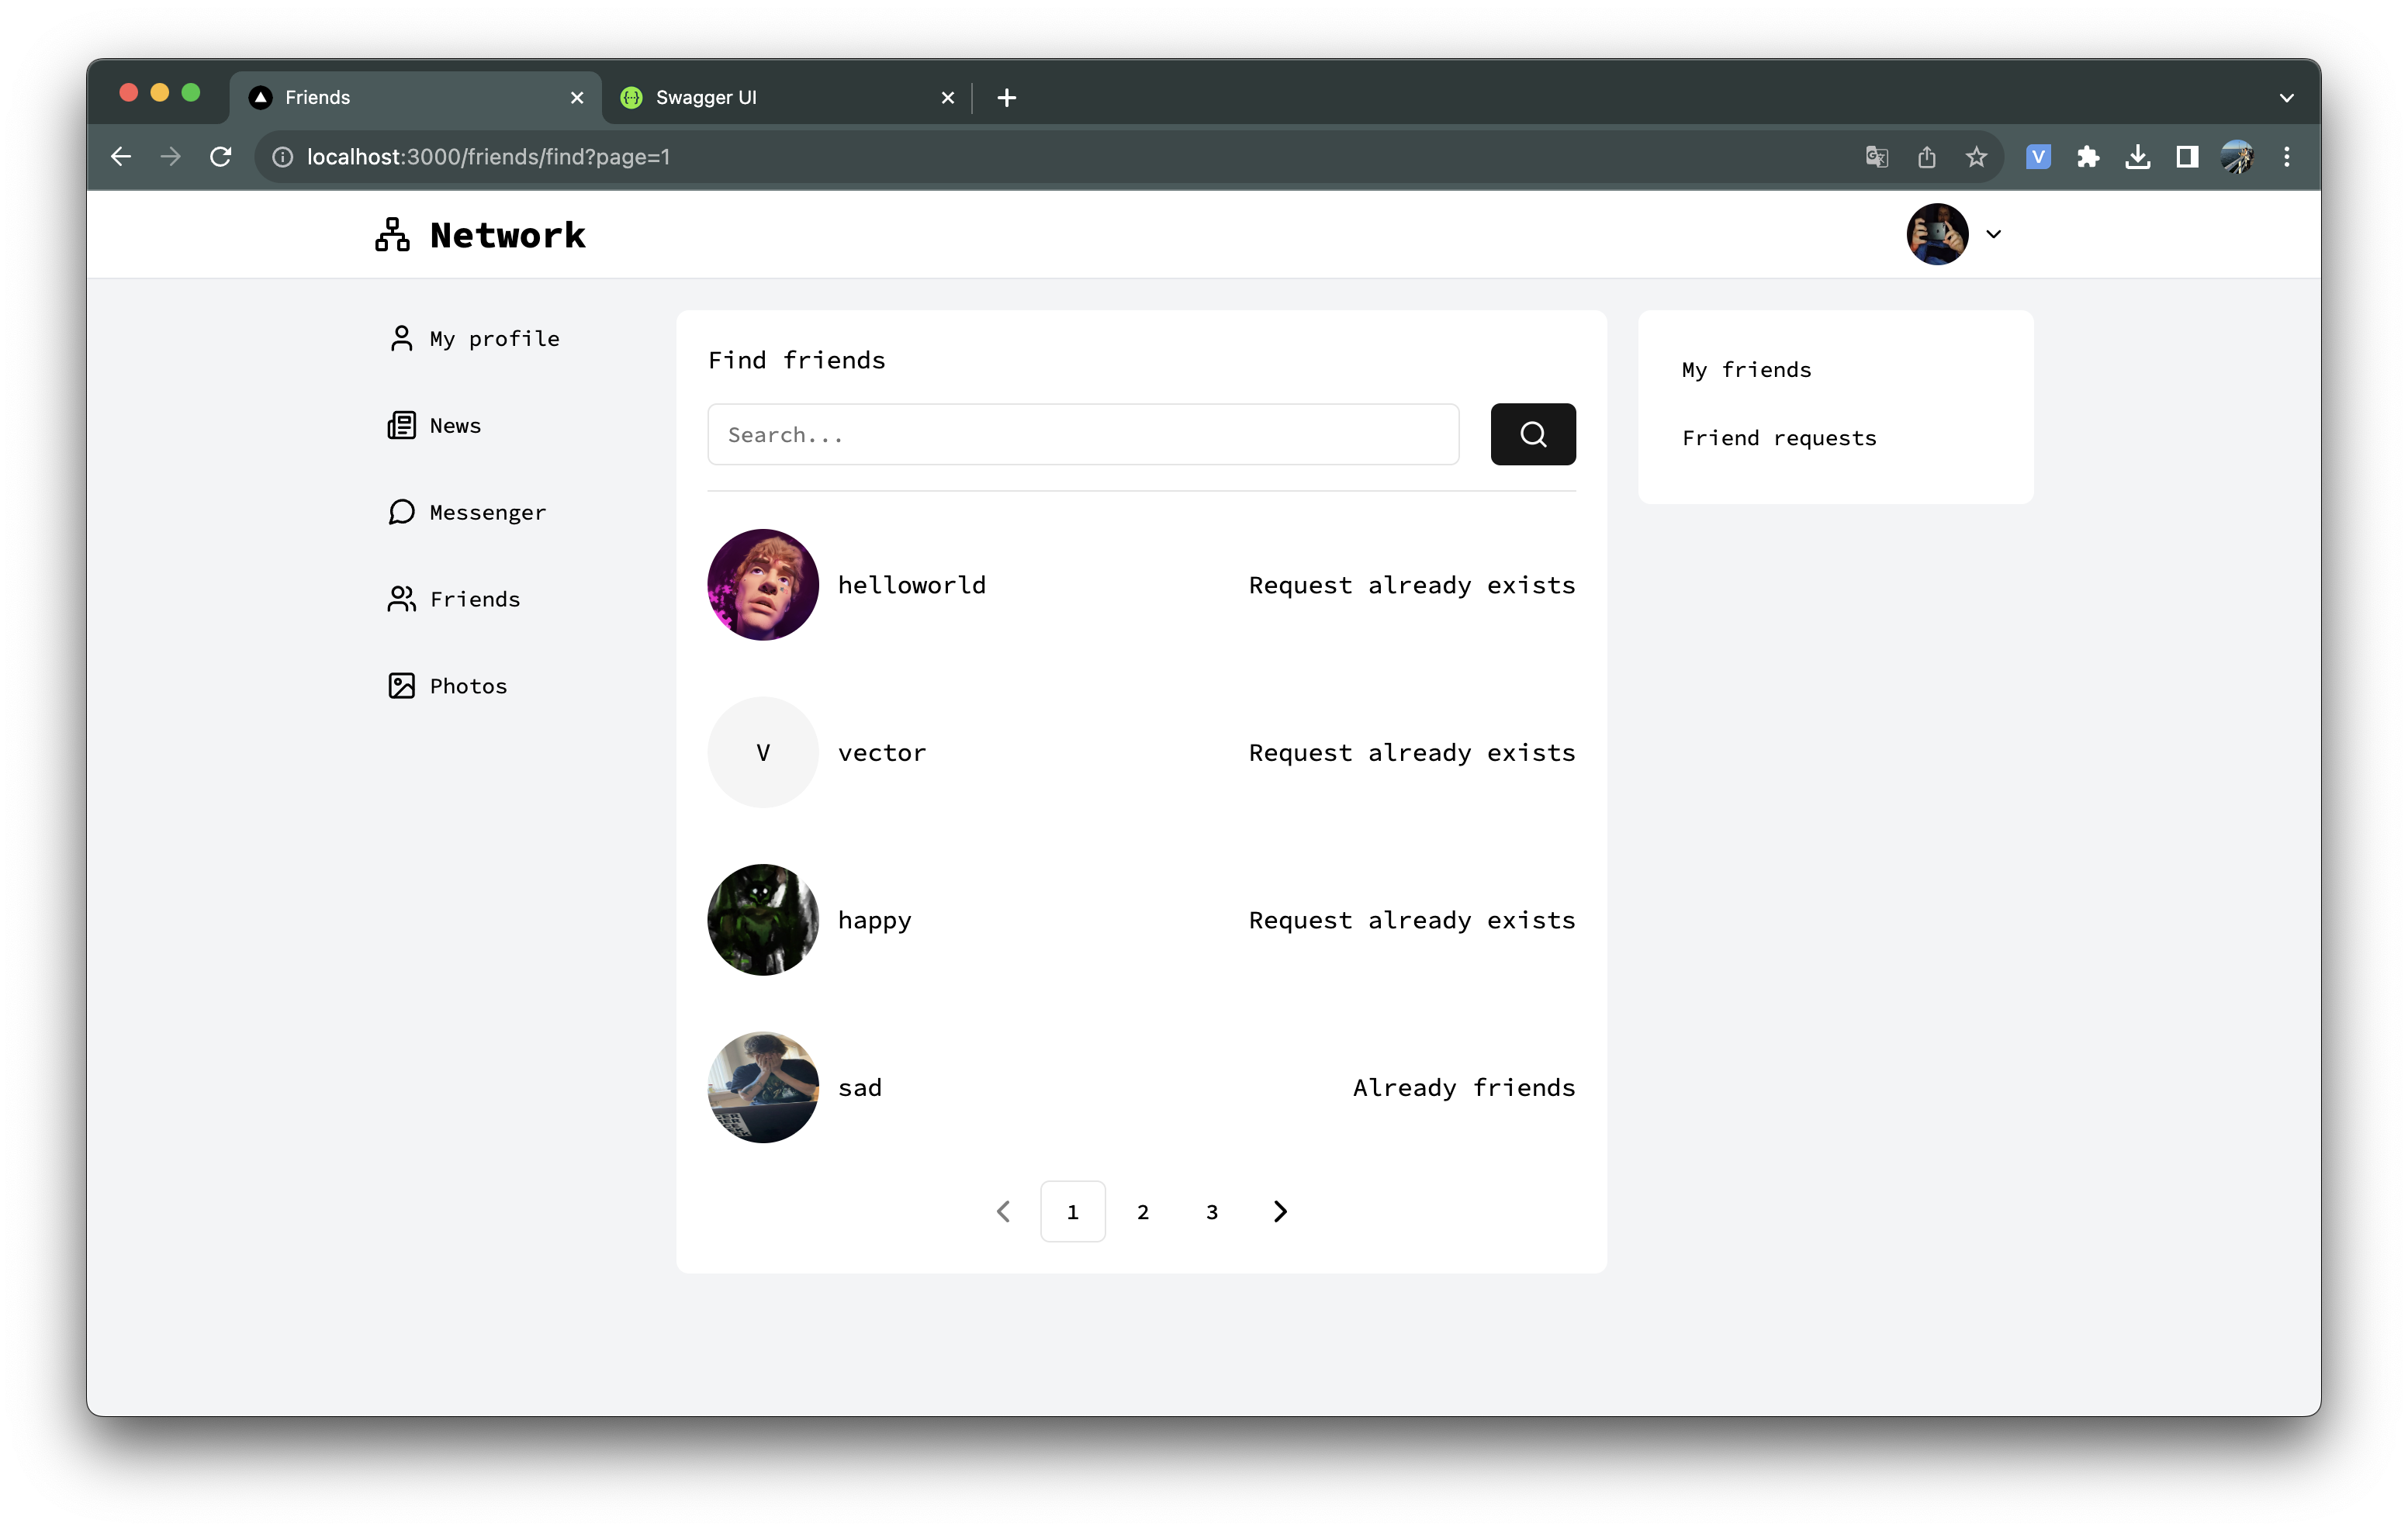 Friends
Swagger UI
localhost:3000/friends/find?page=1
V
Network
My profile
News
Messenger
Friends
Photos
Find friends
Search...
helloworld Request already exists
V vector Request already exists
happy Request already exists
sad Already friends
1 2 3
My friends
Friend requests